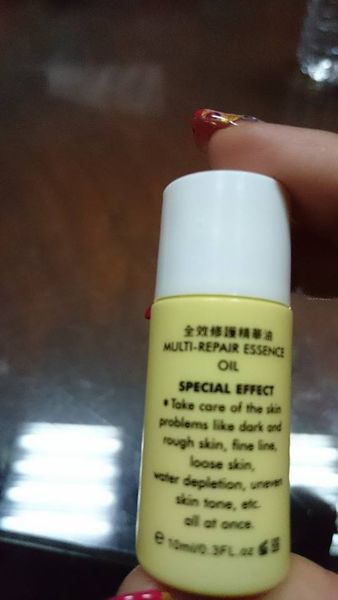 全效修護精華油
MULTI-REPAIR ESSENCE
OIL
SPECIAL EFFECT
• Take care of the skin
problems like dark and
rough skin, fine line,
loose skin,
water depletion, uneven
skin tone, etc.
all at once.
℮ 10ml/0.3FL.oz